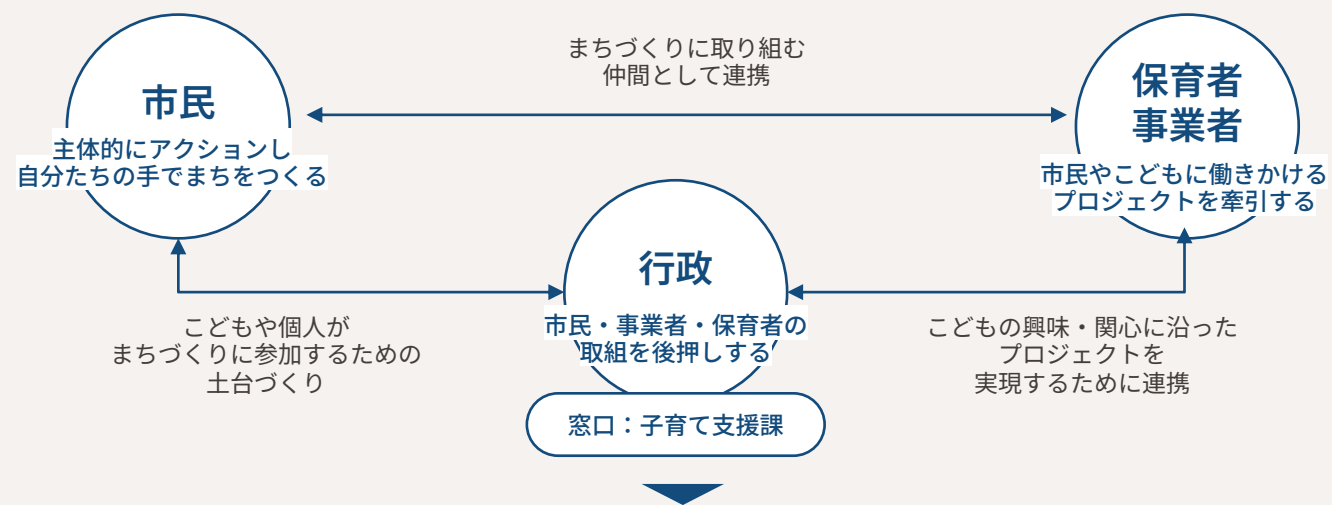 まちづくりに取り組む
仲間として連携
市民
主体的にアクションし
自分たちの手でまちをつくる
保育者
事業者
市民やこどもに働きかける
プロジェクトを牽引する
行政
市民・事業者・保育者の
取組を後押しする
こどもや個人が
まちづくりに参加するための
土台づくり
こどもの興味・関心に沿った
プロジェクトを
実現するために連携
窓口：子育て支援課